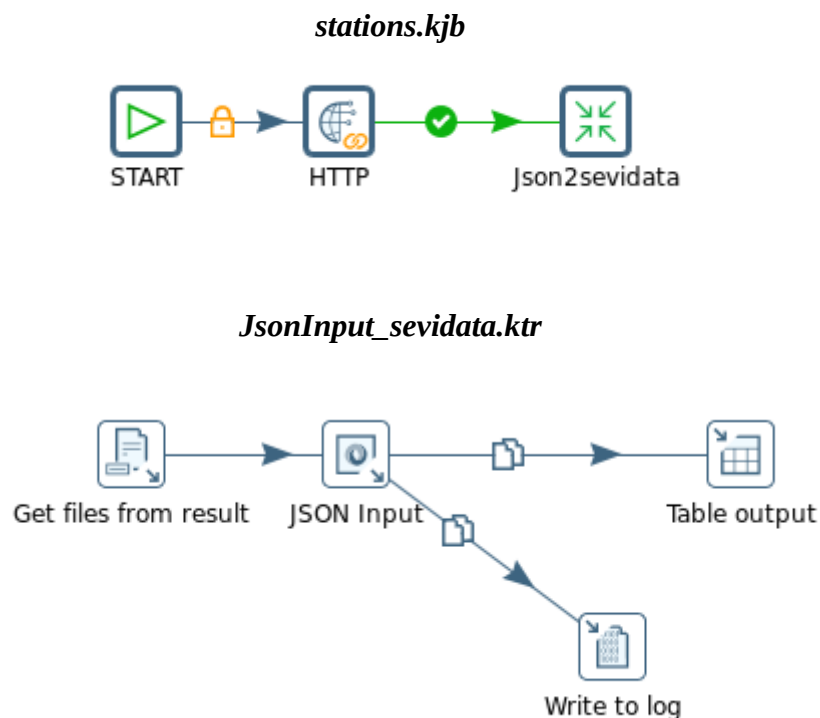 stations.kjb
START
HTTP
Json2sevidata
JsonInput_sevidata.ktr
Get files from result
JSON Input
Table output
Write to log